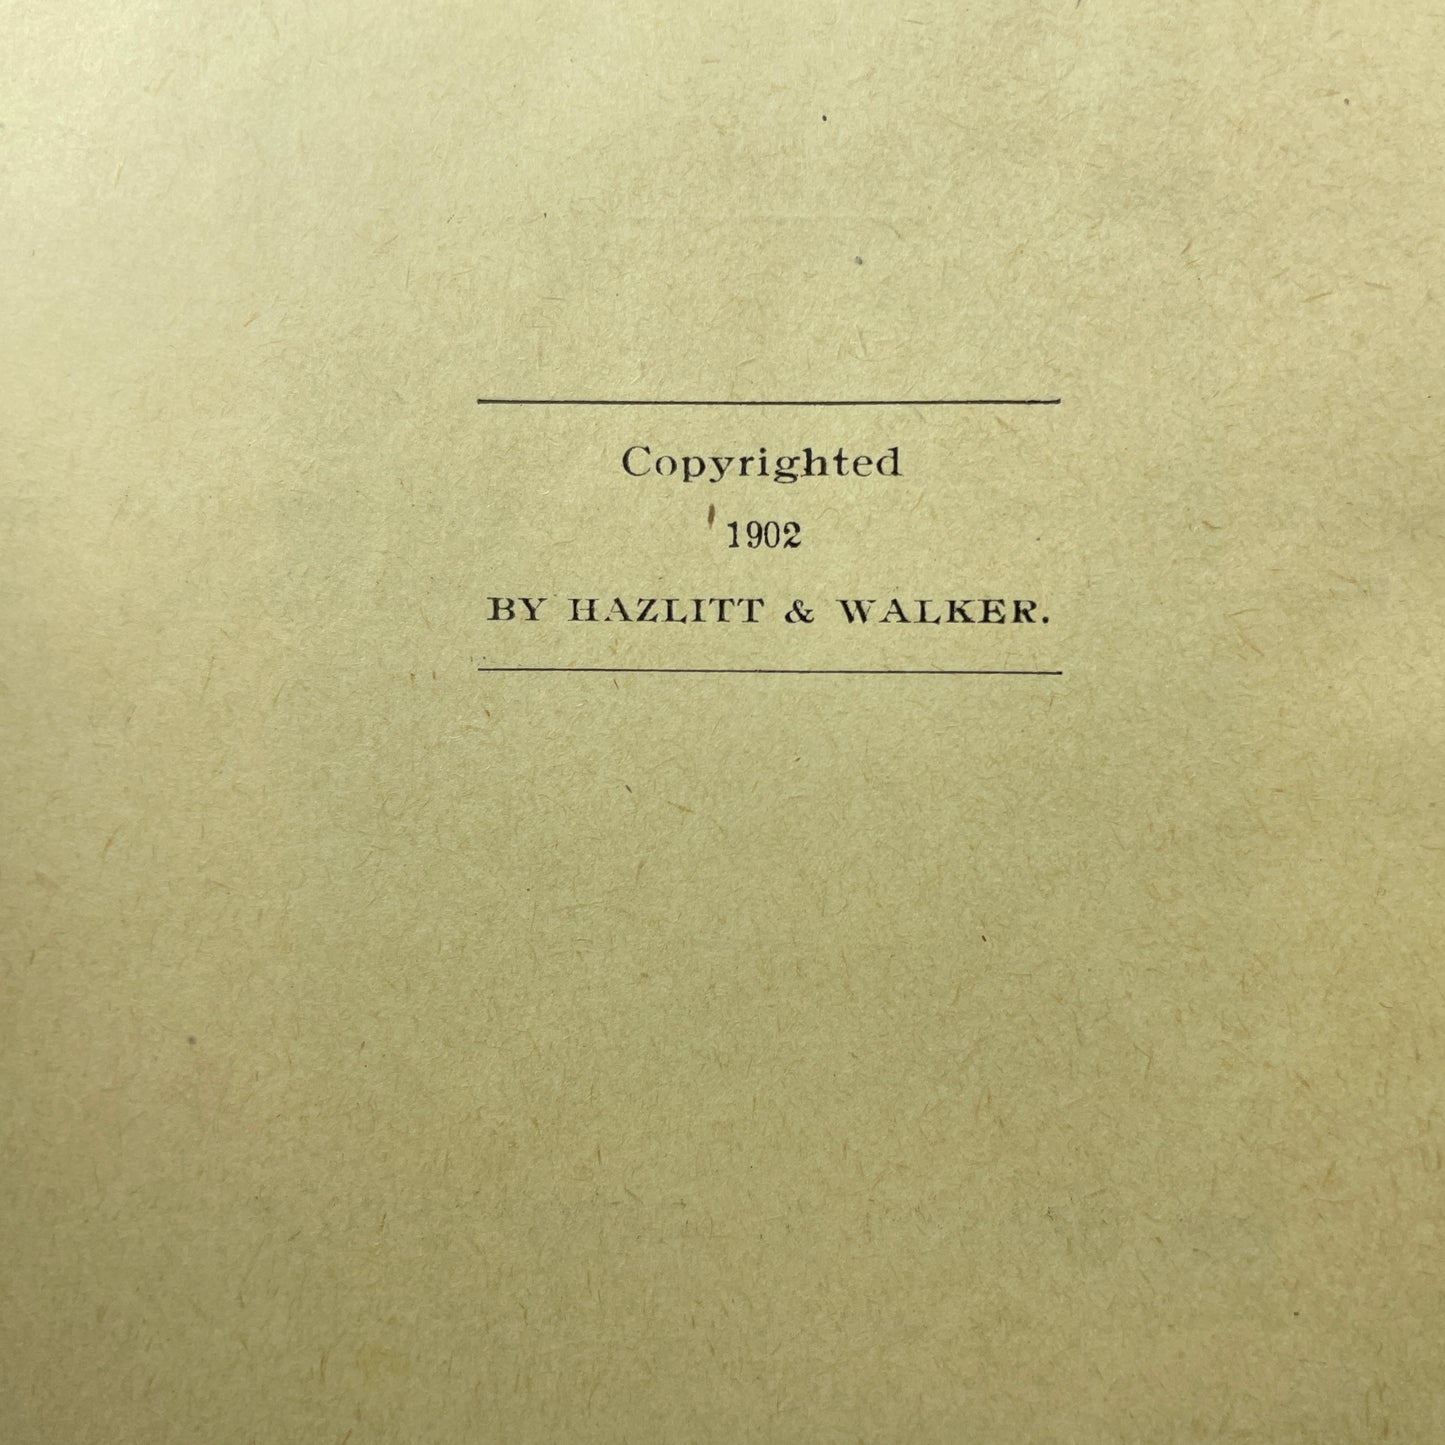 Copyrighted
1902
BY HAZLITT & WALKER.